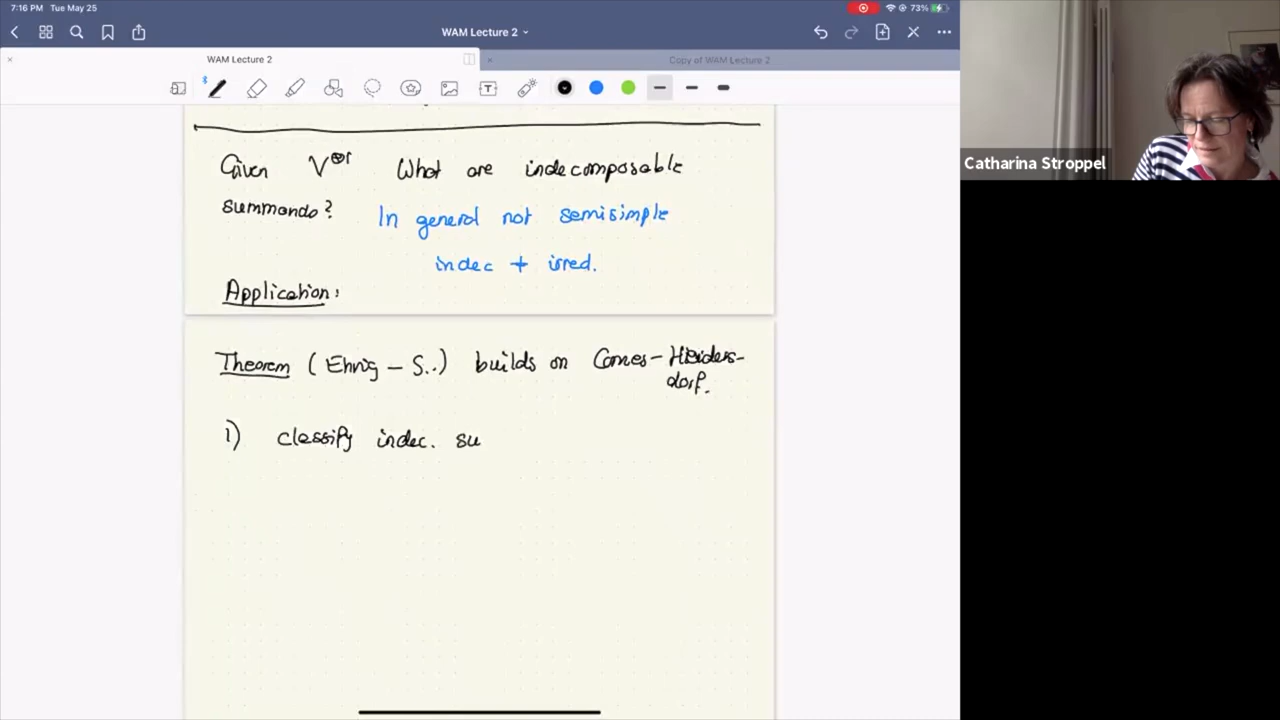 7:16 PM Tue May 25
73%
WAM Lecture 2
WAM Lecture 2
Copy of WAM Lecture 2
Given V^{⊗r} What are indecomposable
summands? In general not semisimple
indec ≠ irred.
Application:
Theorem (Ehrig – S..) builds on Comes – Heiders-
dorf.
1) classify indec. su
Catharina Stroppel